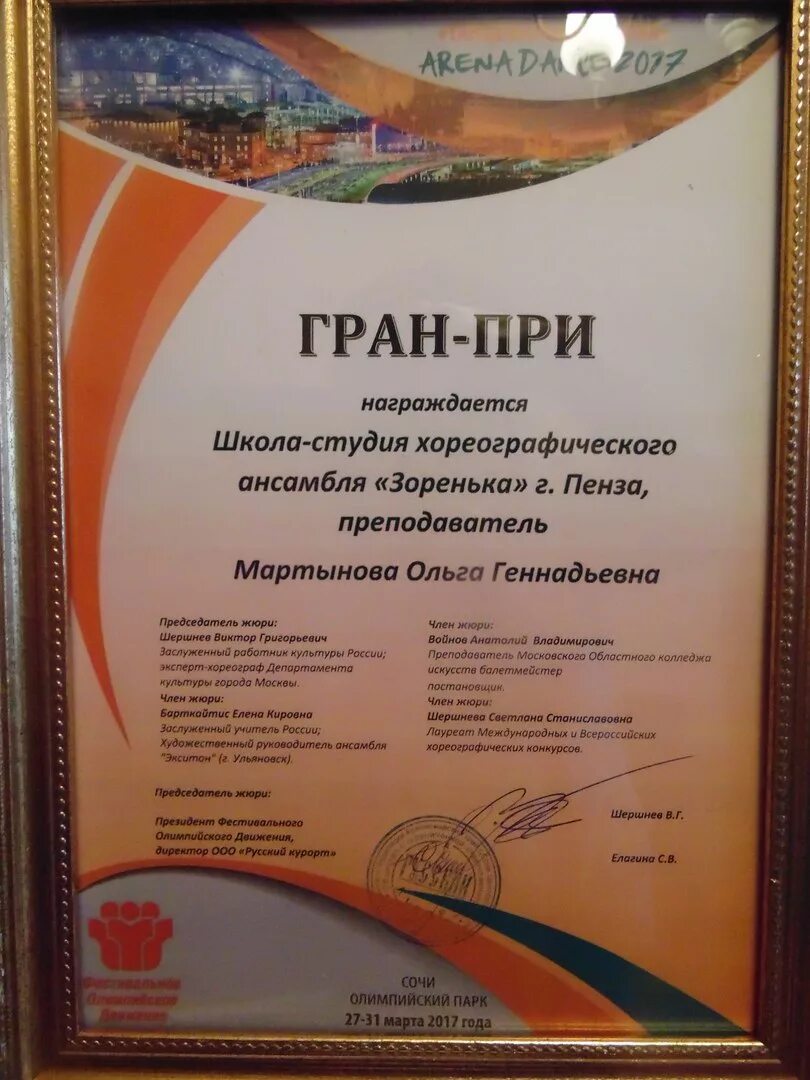 ARENA DANCE 2017
ГРАН-ПРИ
награждается
Школа-студия хореографического
ансамбля «Зоренька» г. Пенза,
преподаватель
Мартынова Ольга Геннадьевна
Председатель жюри:
Шершнев Виктор Григорьевич
Заслуженный работник культуры России;
эксперт-хореограф Департамента
культуры города Москвы.
Член жюри:
Барткайтис Елена Кировна
Заслуженный учитель России;
Художественный руководитель ансамбля
"Экситон" (г. Ульяновск).
Член жюри:
Войнов Анатолий Владимирович
Преподаватель Московского Областного колледжа
искусств балетмейстер
постановщик.
Член жюри:
Шершнева Светлана Станиславовна
Лауреат Международных и Всероссийских
хореографических конкурсов.
Председатель жюри:
Шершнев В.Г.
Президент Фестивального
Олимпийского Движения,
директор ООО «Русский курорт»
Елагина С.В.
Фестивальное
Олимпийское
Движение
СОЧИ
ОЛИМПИЙСКИЙ ПАРК
27-31 марта 2017 года